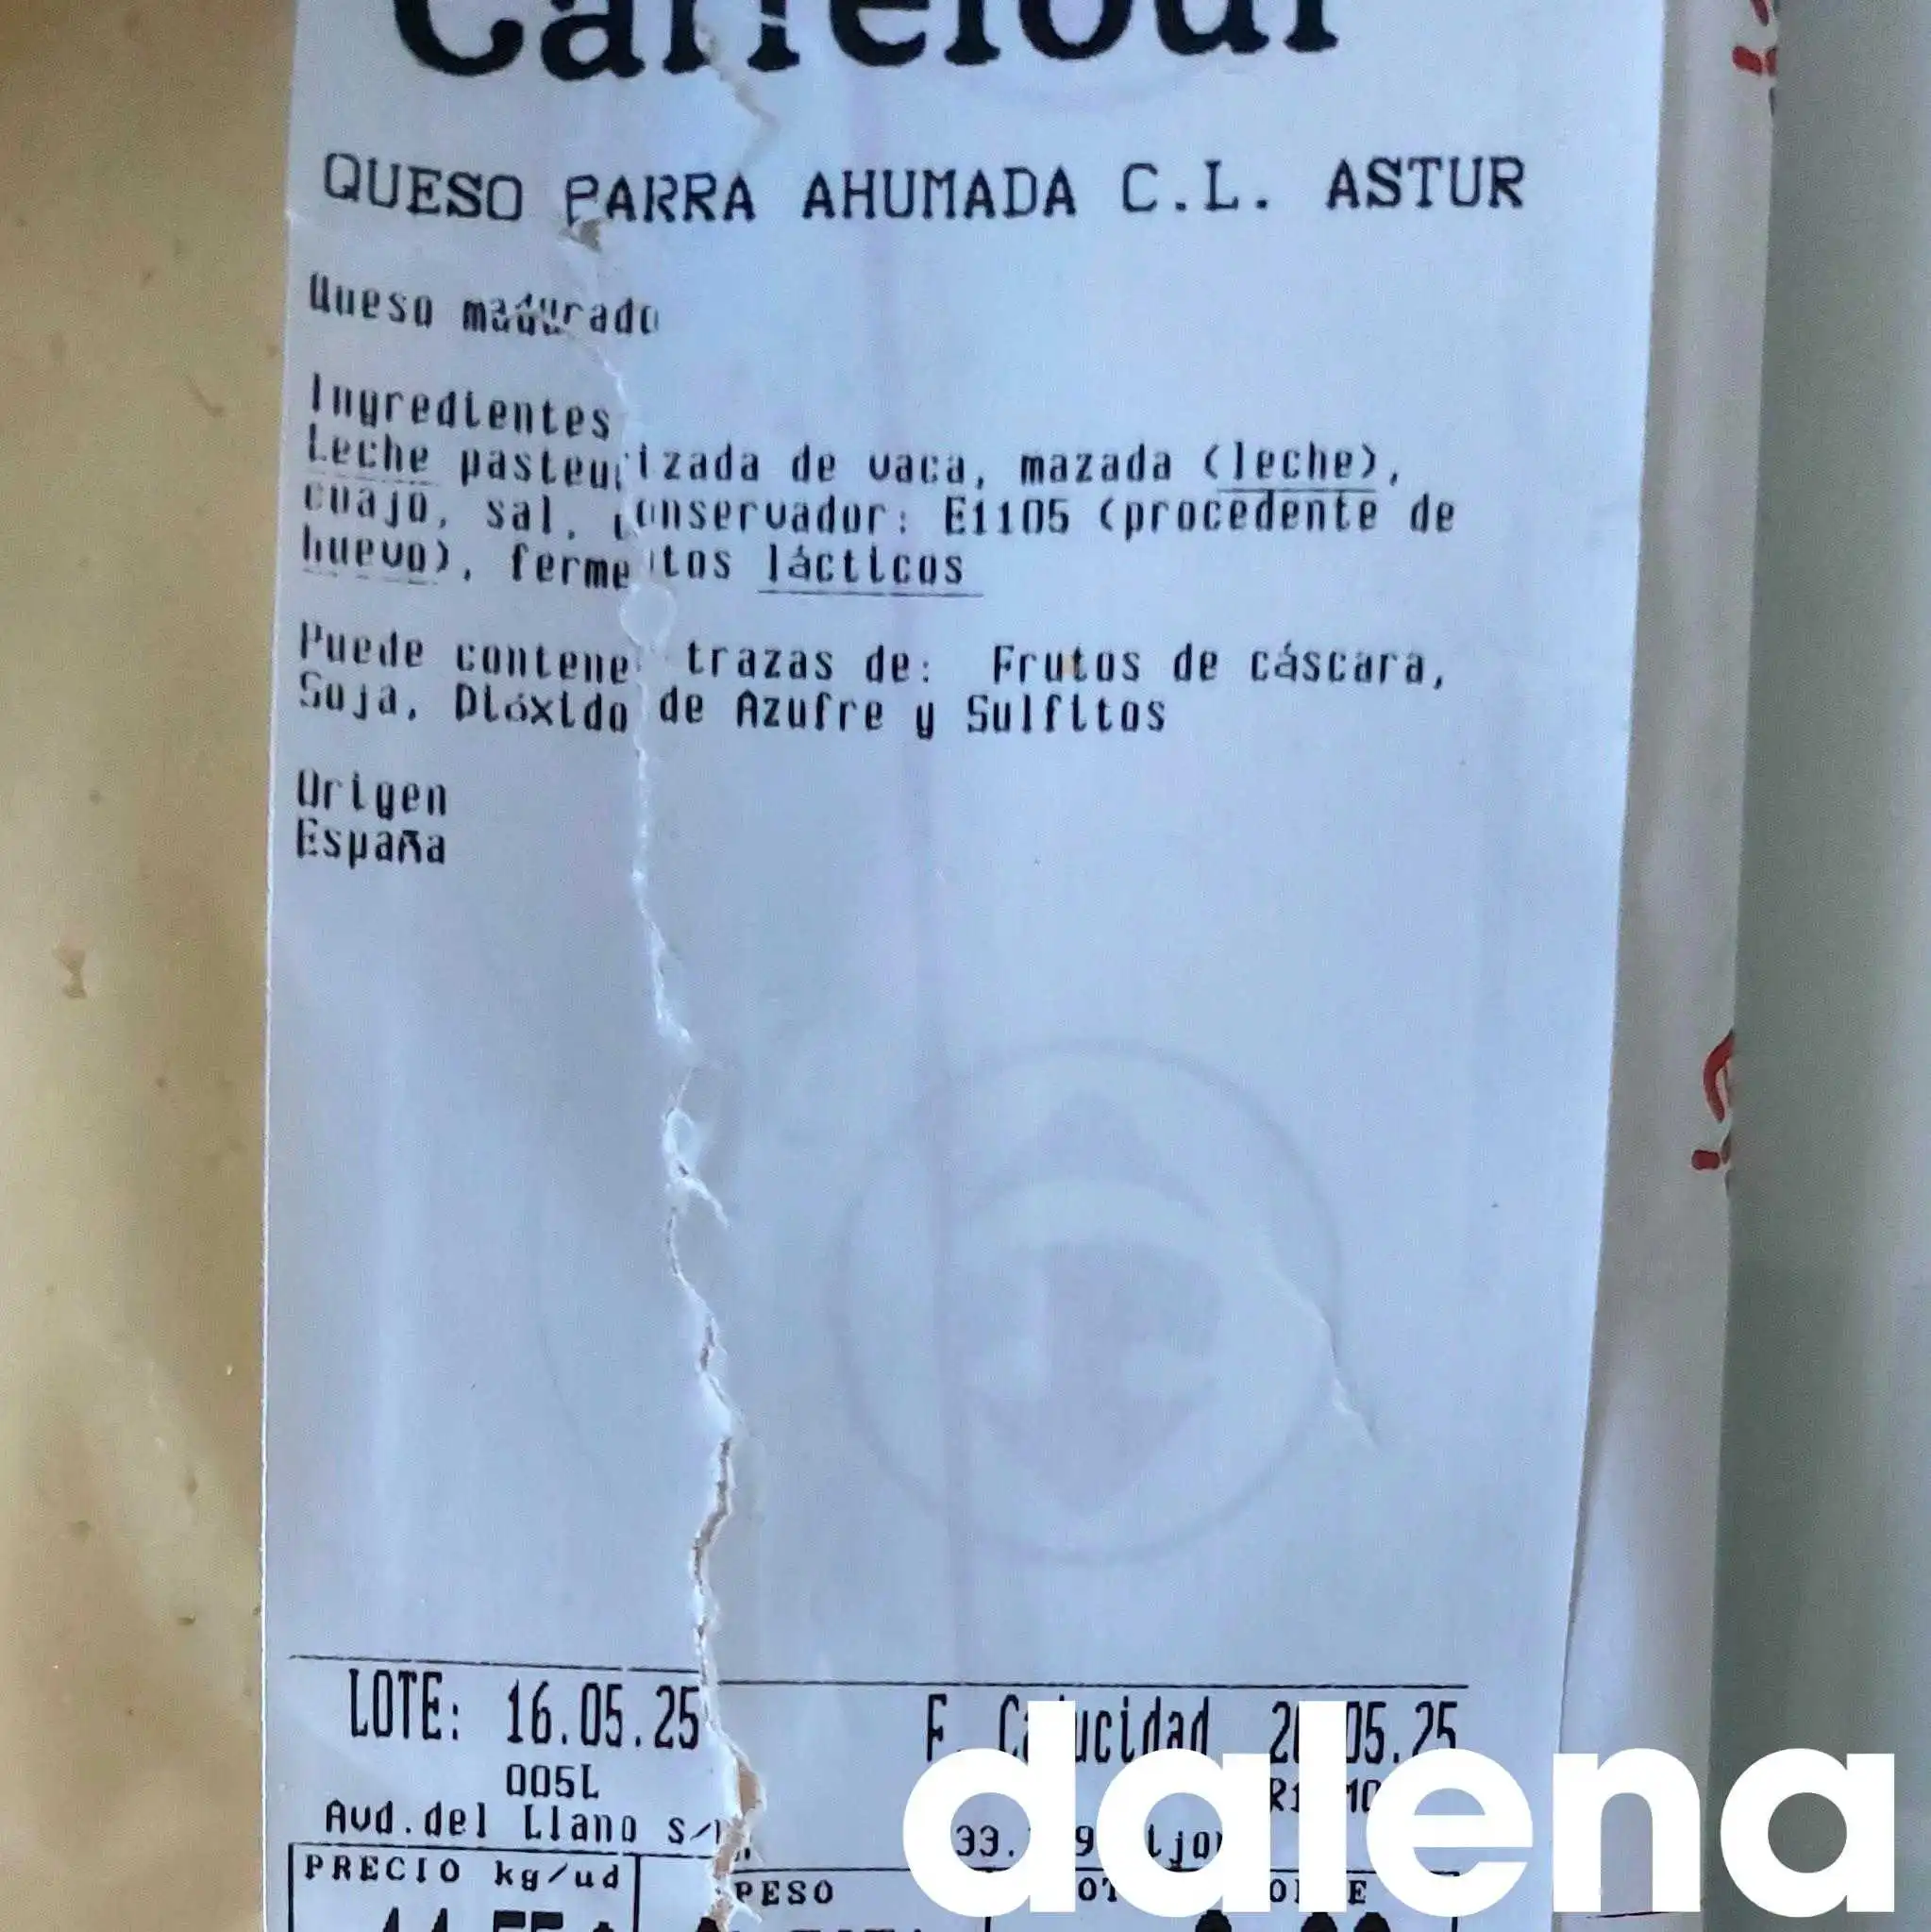 Carrefour
QUESO PARRA AHUMADA C.L. ASTUR
Queso madurado
Ingredientes
Leche pasteurizada de vaca, mazada (leche),
cuajo, sal, conservador: E1105 (procedente de
huevo), fermentos lácticos
Puede contener trazas de: Frutos de cáscara,
Soja, Dióxido de Azufre y Sulfitos
Origen
España
LOTE: 16.05.25 F. Caducidad
005L
Avd.del Llano
PRECIO kg/ud PESO
dalena